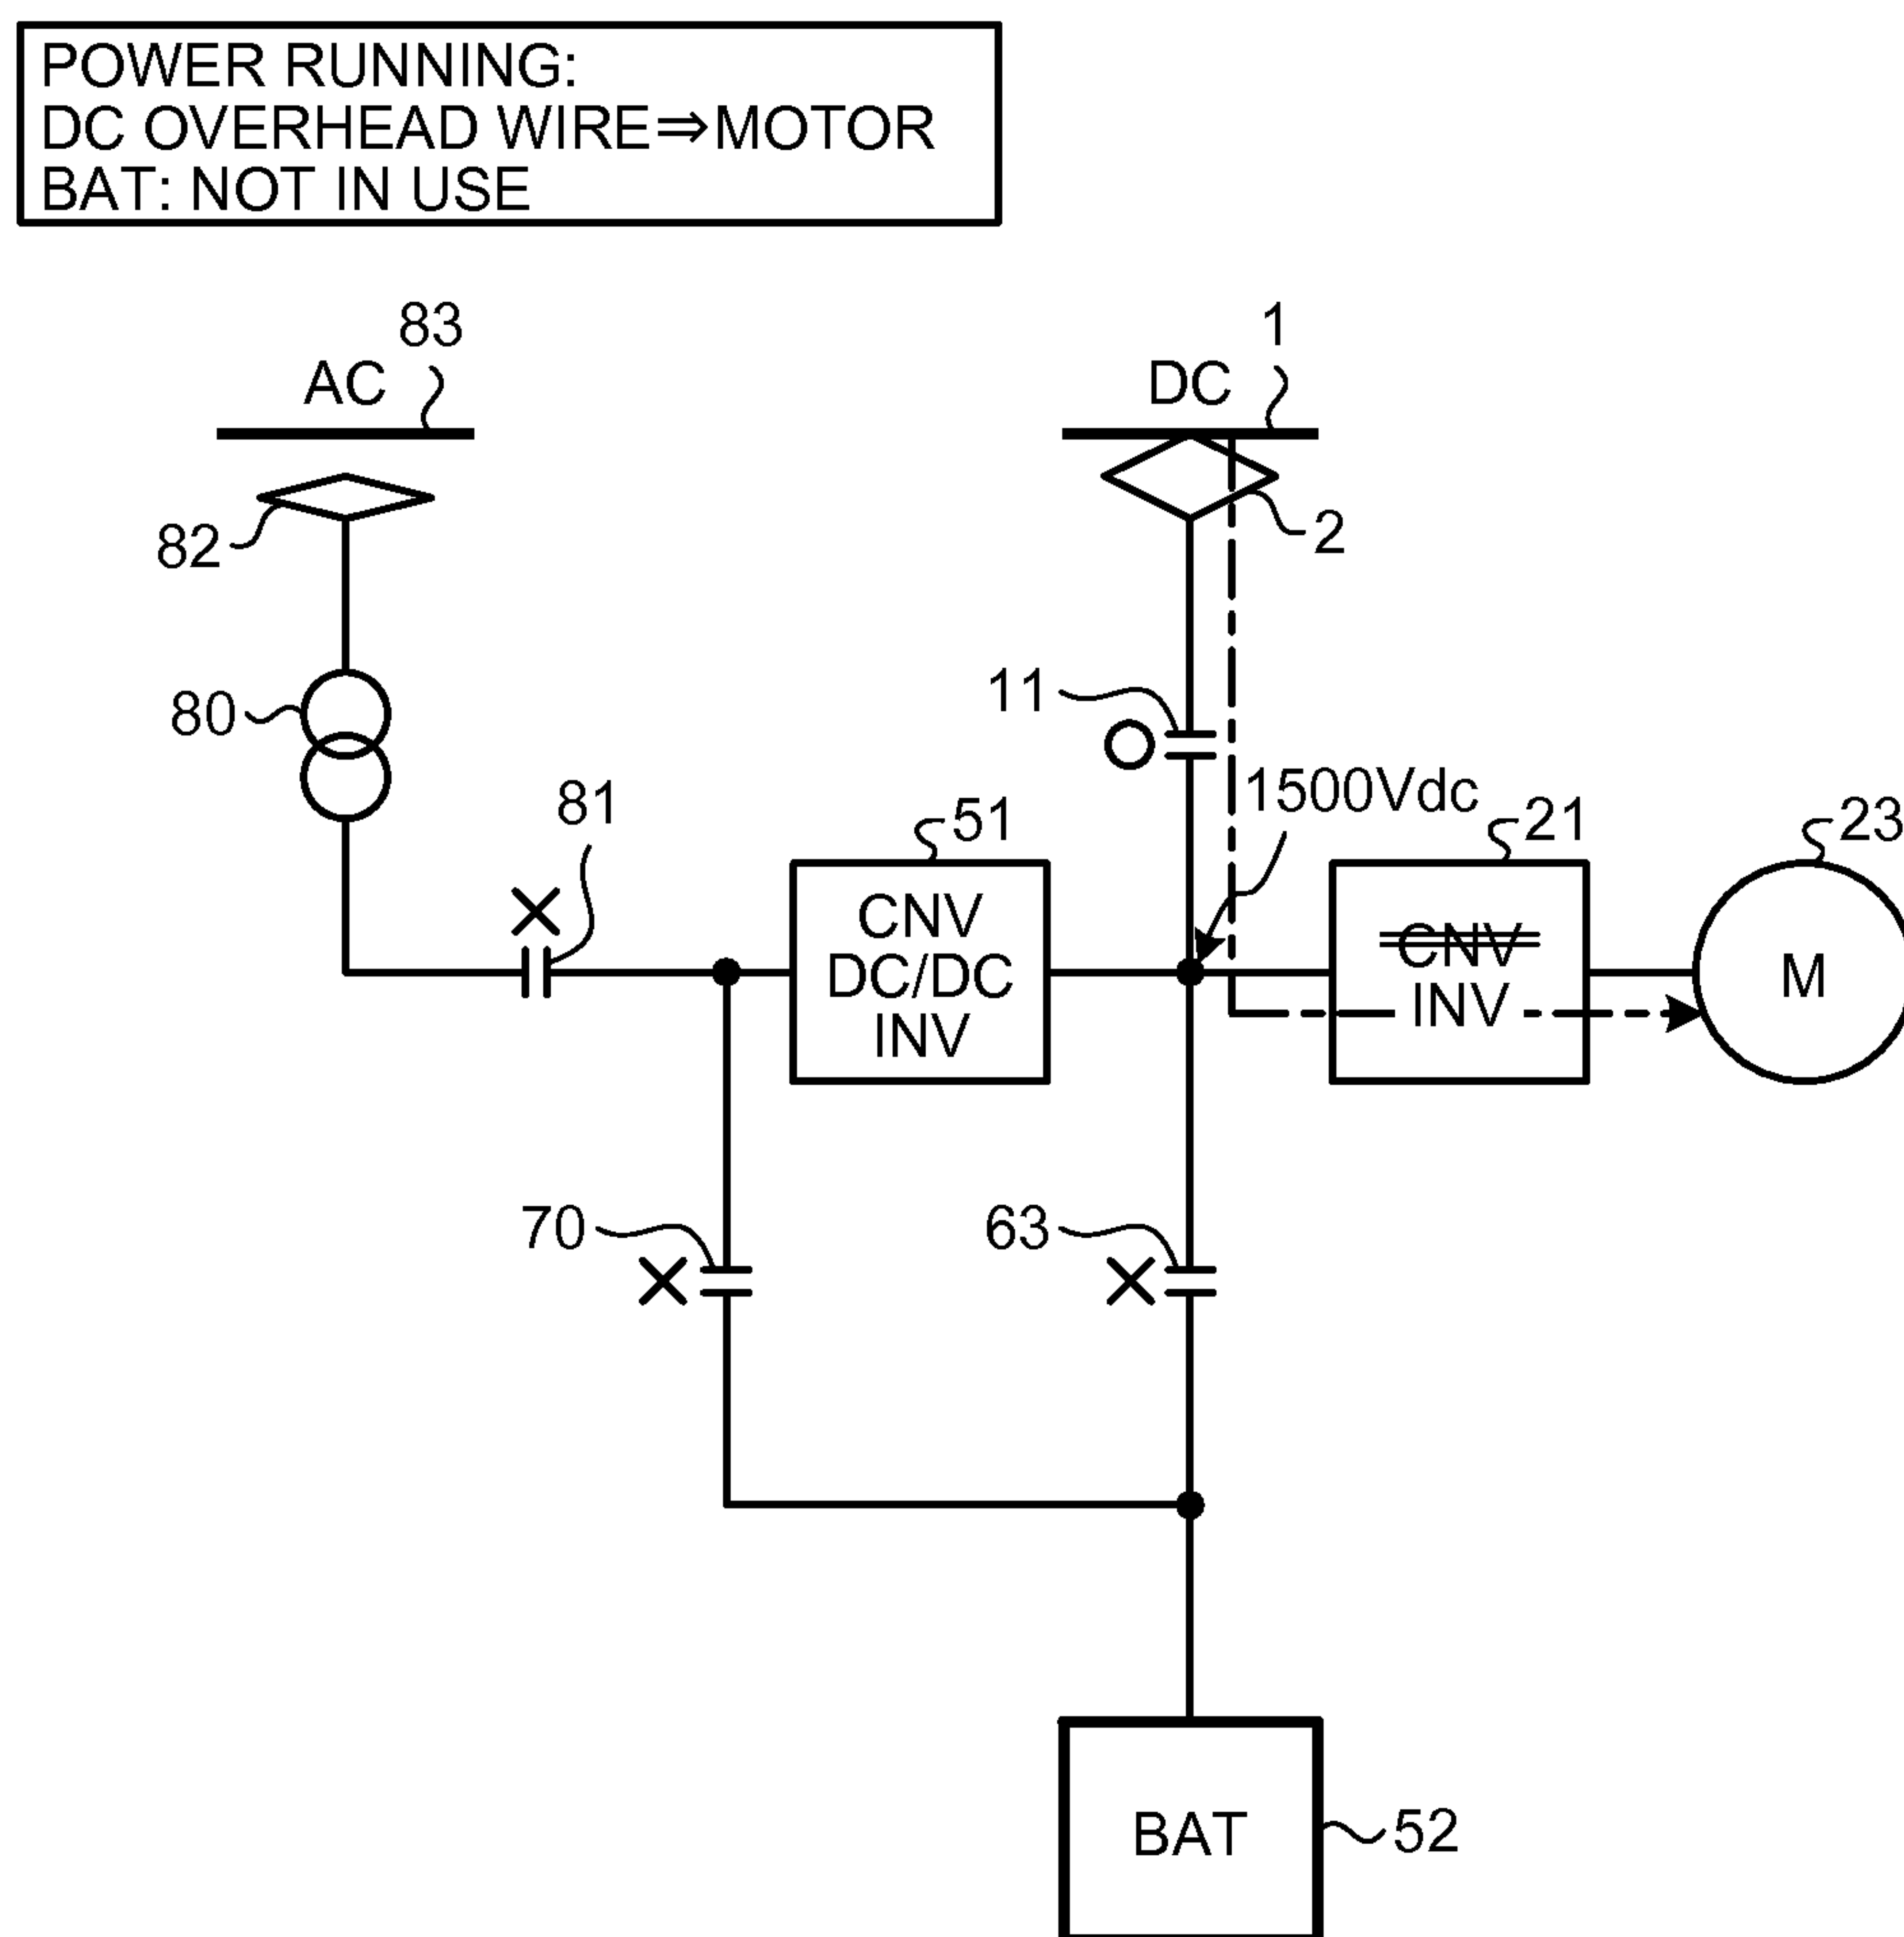 POWER RUNNING:
DC OVERHEAD WIRE⇒MOTOR
BAT: NOT IN USE
83
1
AC
DC
82
2
80
11
81
1500Vdc
51
21
23
CNV
DC/DC
INV
CNV
INV
M
70
63
BAT
52